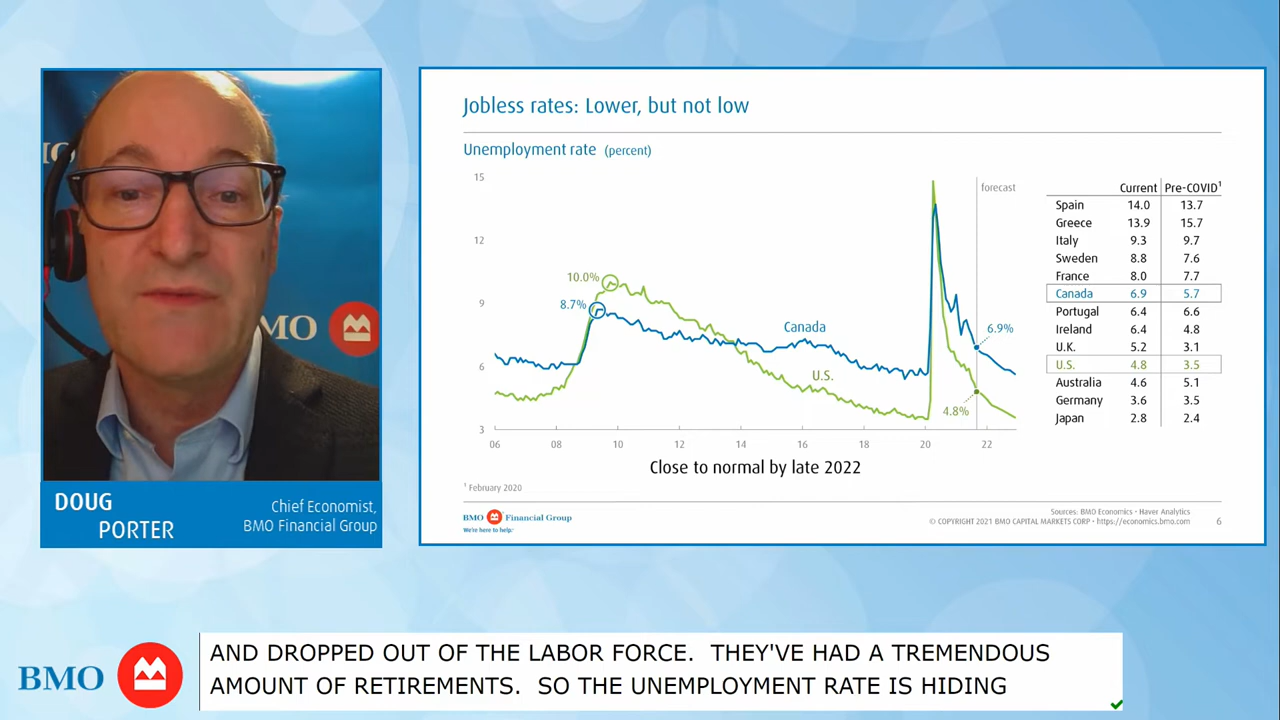 MO
DOUG
PORTER
Chief Economist,
BMO Financial Group
Jobless rates: Lower, but not low
Unemployment rate (percent)
15
12
9
6
3
06 08 10 12 14 16 18 20 22
10.0%
8.7%
Canada
U.S.
forecast
6.9%
4.8%
Close to normal by late 2022
Current Pre-COVID¹
Spain 14.0 13.7
Greece 13.9 15.7
Italy 9.3 9.7
Sweden 8.8 7.6
France 8.0 7.7
Canada 6.9 5.7
Portugal 6.4 6.6
Ireland 6.4 4.8
U.K. 5.2 3.1
U.S. 4.8 3.5
Australia 4.6 5.1
Germany 3.6 3.5
Japan 2.8 2.4
¹ February 2020
BMO Financial Group
We're here to help.
Sources: BMO Economics • Haver Analytics
© COPYRIGHT 2021 BMO CAPITAL MARKETS CORP • https://economics.bmo.com 6
BMO
AND DROPPED OUT OF THE LABOR FORCE. THEY'VE HAD A TREMENDOUS
AMOUNT OF RETIREMENTS. SO THE UNEMPLOYMENT RATE IS HIDING